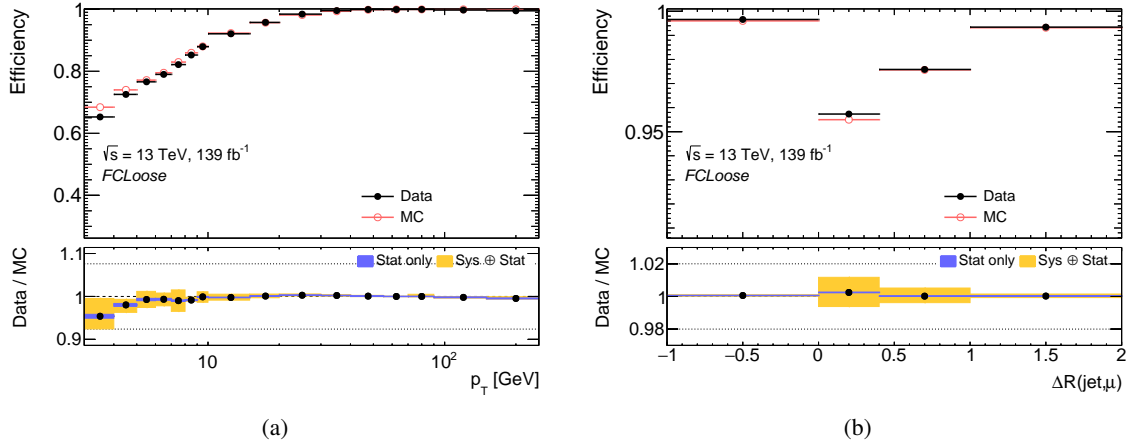 Efficiency
1
0.8
0.6
0.4
√s = 13 TeV, 139 fb⁻¹
FCLoose
Data
MC
Data / MC
1.1
1
0.9
Stat only
Sys ⊕ Stat
10
10²
p_T [GeV]
(a)
Efficiency
1
0.95
√s = 13 TeV, 139 fb⁻¹
FCLoose
Data
MC
Data / MC
1.02
1.00
0.98
Stat only
Sys ⊕ Stat
−1 −0.5 0 0.5 1 1.5 2
ΔR(jet,μ)
(b)